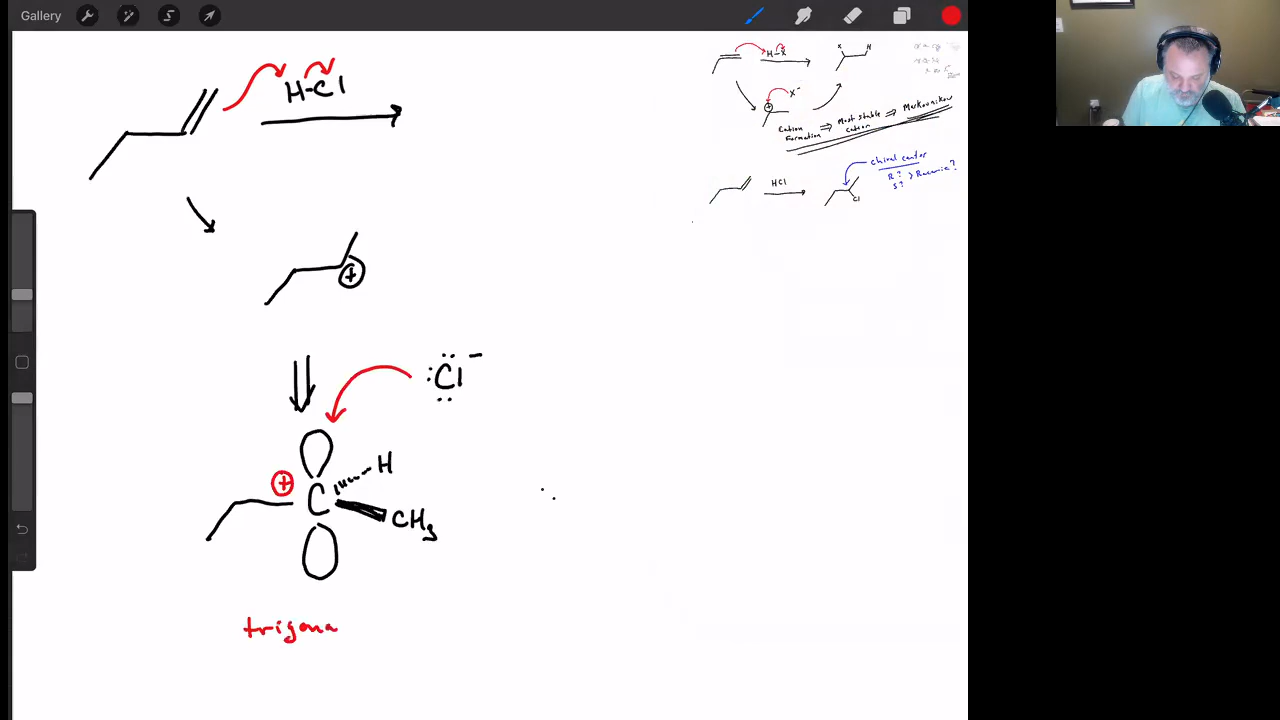 Gallery
H-Cl
+
:Cl -
+
C
H
CH3
trigona
H-X
X
H
X-
+
Cation Formation ⇒ Most stable cation ⇒ Markovnikov
HCl
Cl
chiral center
R?
S?
> Racemic?